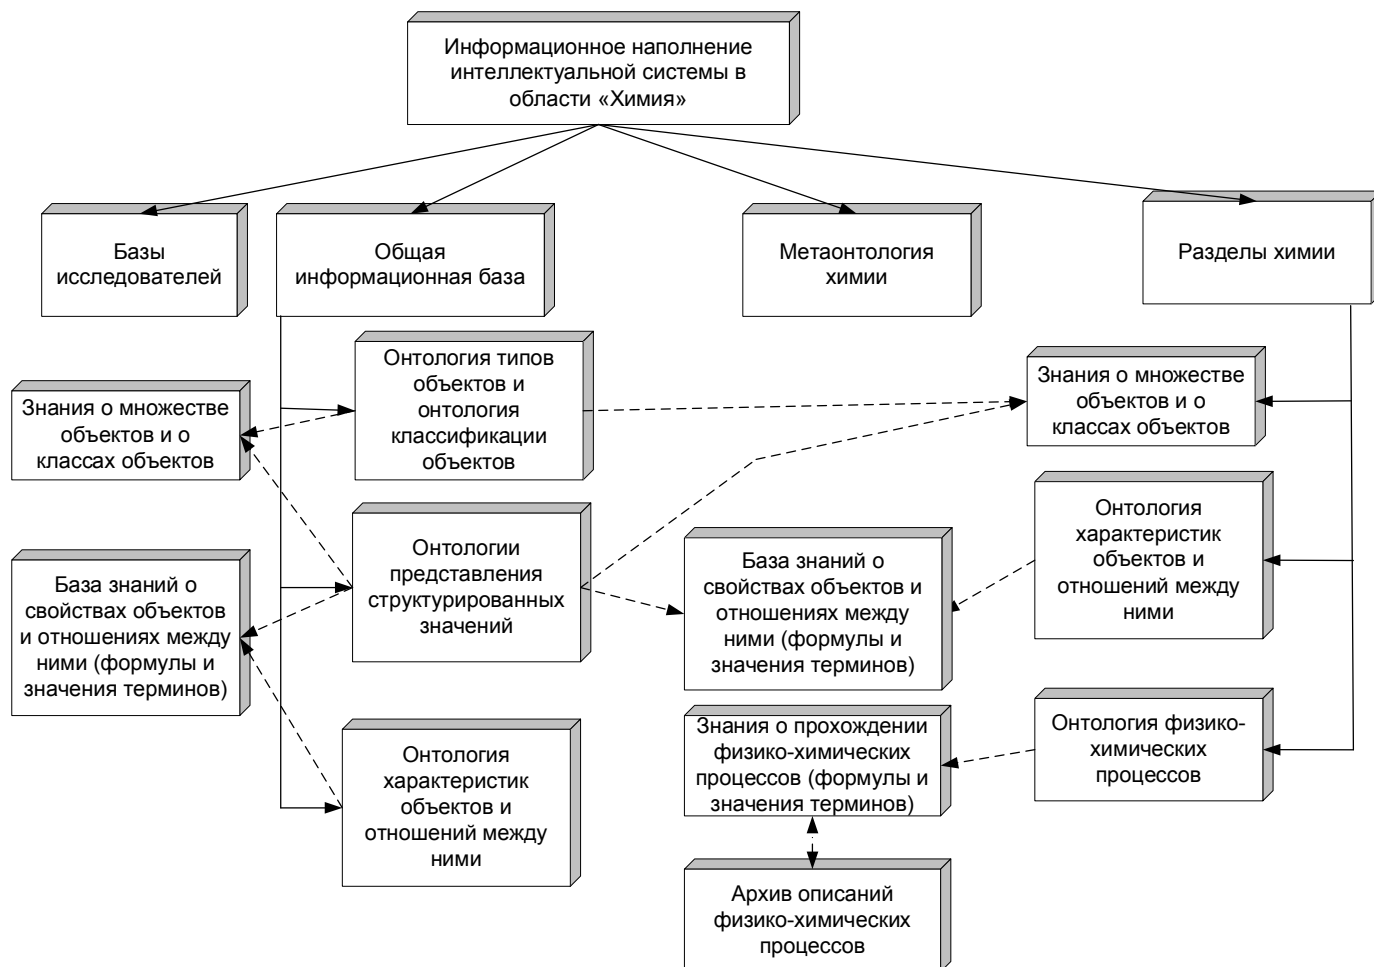 Информационное наполнение
интеллектуальной системы в
области «Химия»
Базы
исследователей
Общая
информационная база
Метаонтология
химии
Разделы химии
Онтология типов
объектов и
онтология
классификации
объектов
Знания о множестве
объектов и о
классах объектов
Знания о множестве
объектов и о
классах объектов
Онтологии
представления
структурированных
значений
База знаний о
свойствах объектов
и отношениях между
ними (формулы и
значения терминов)
База знаний о
свойствах объектов и
отношениях между
ними (формулы и
значения терминов)
Онтология
характеристик
объектов и
отношений между
ними
Онтология
характеристик
объектов и
отношений между
ними
Знания о прохождении
физико-химических
процессов (формулы и
значения терминов)
Онтология физико-
химических
процессов
Архив описаний
физико-химических
процессов